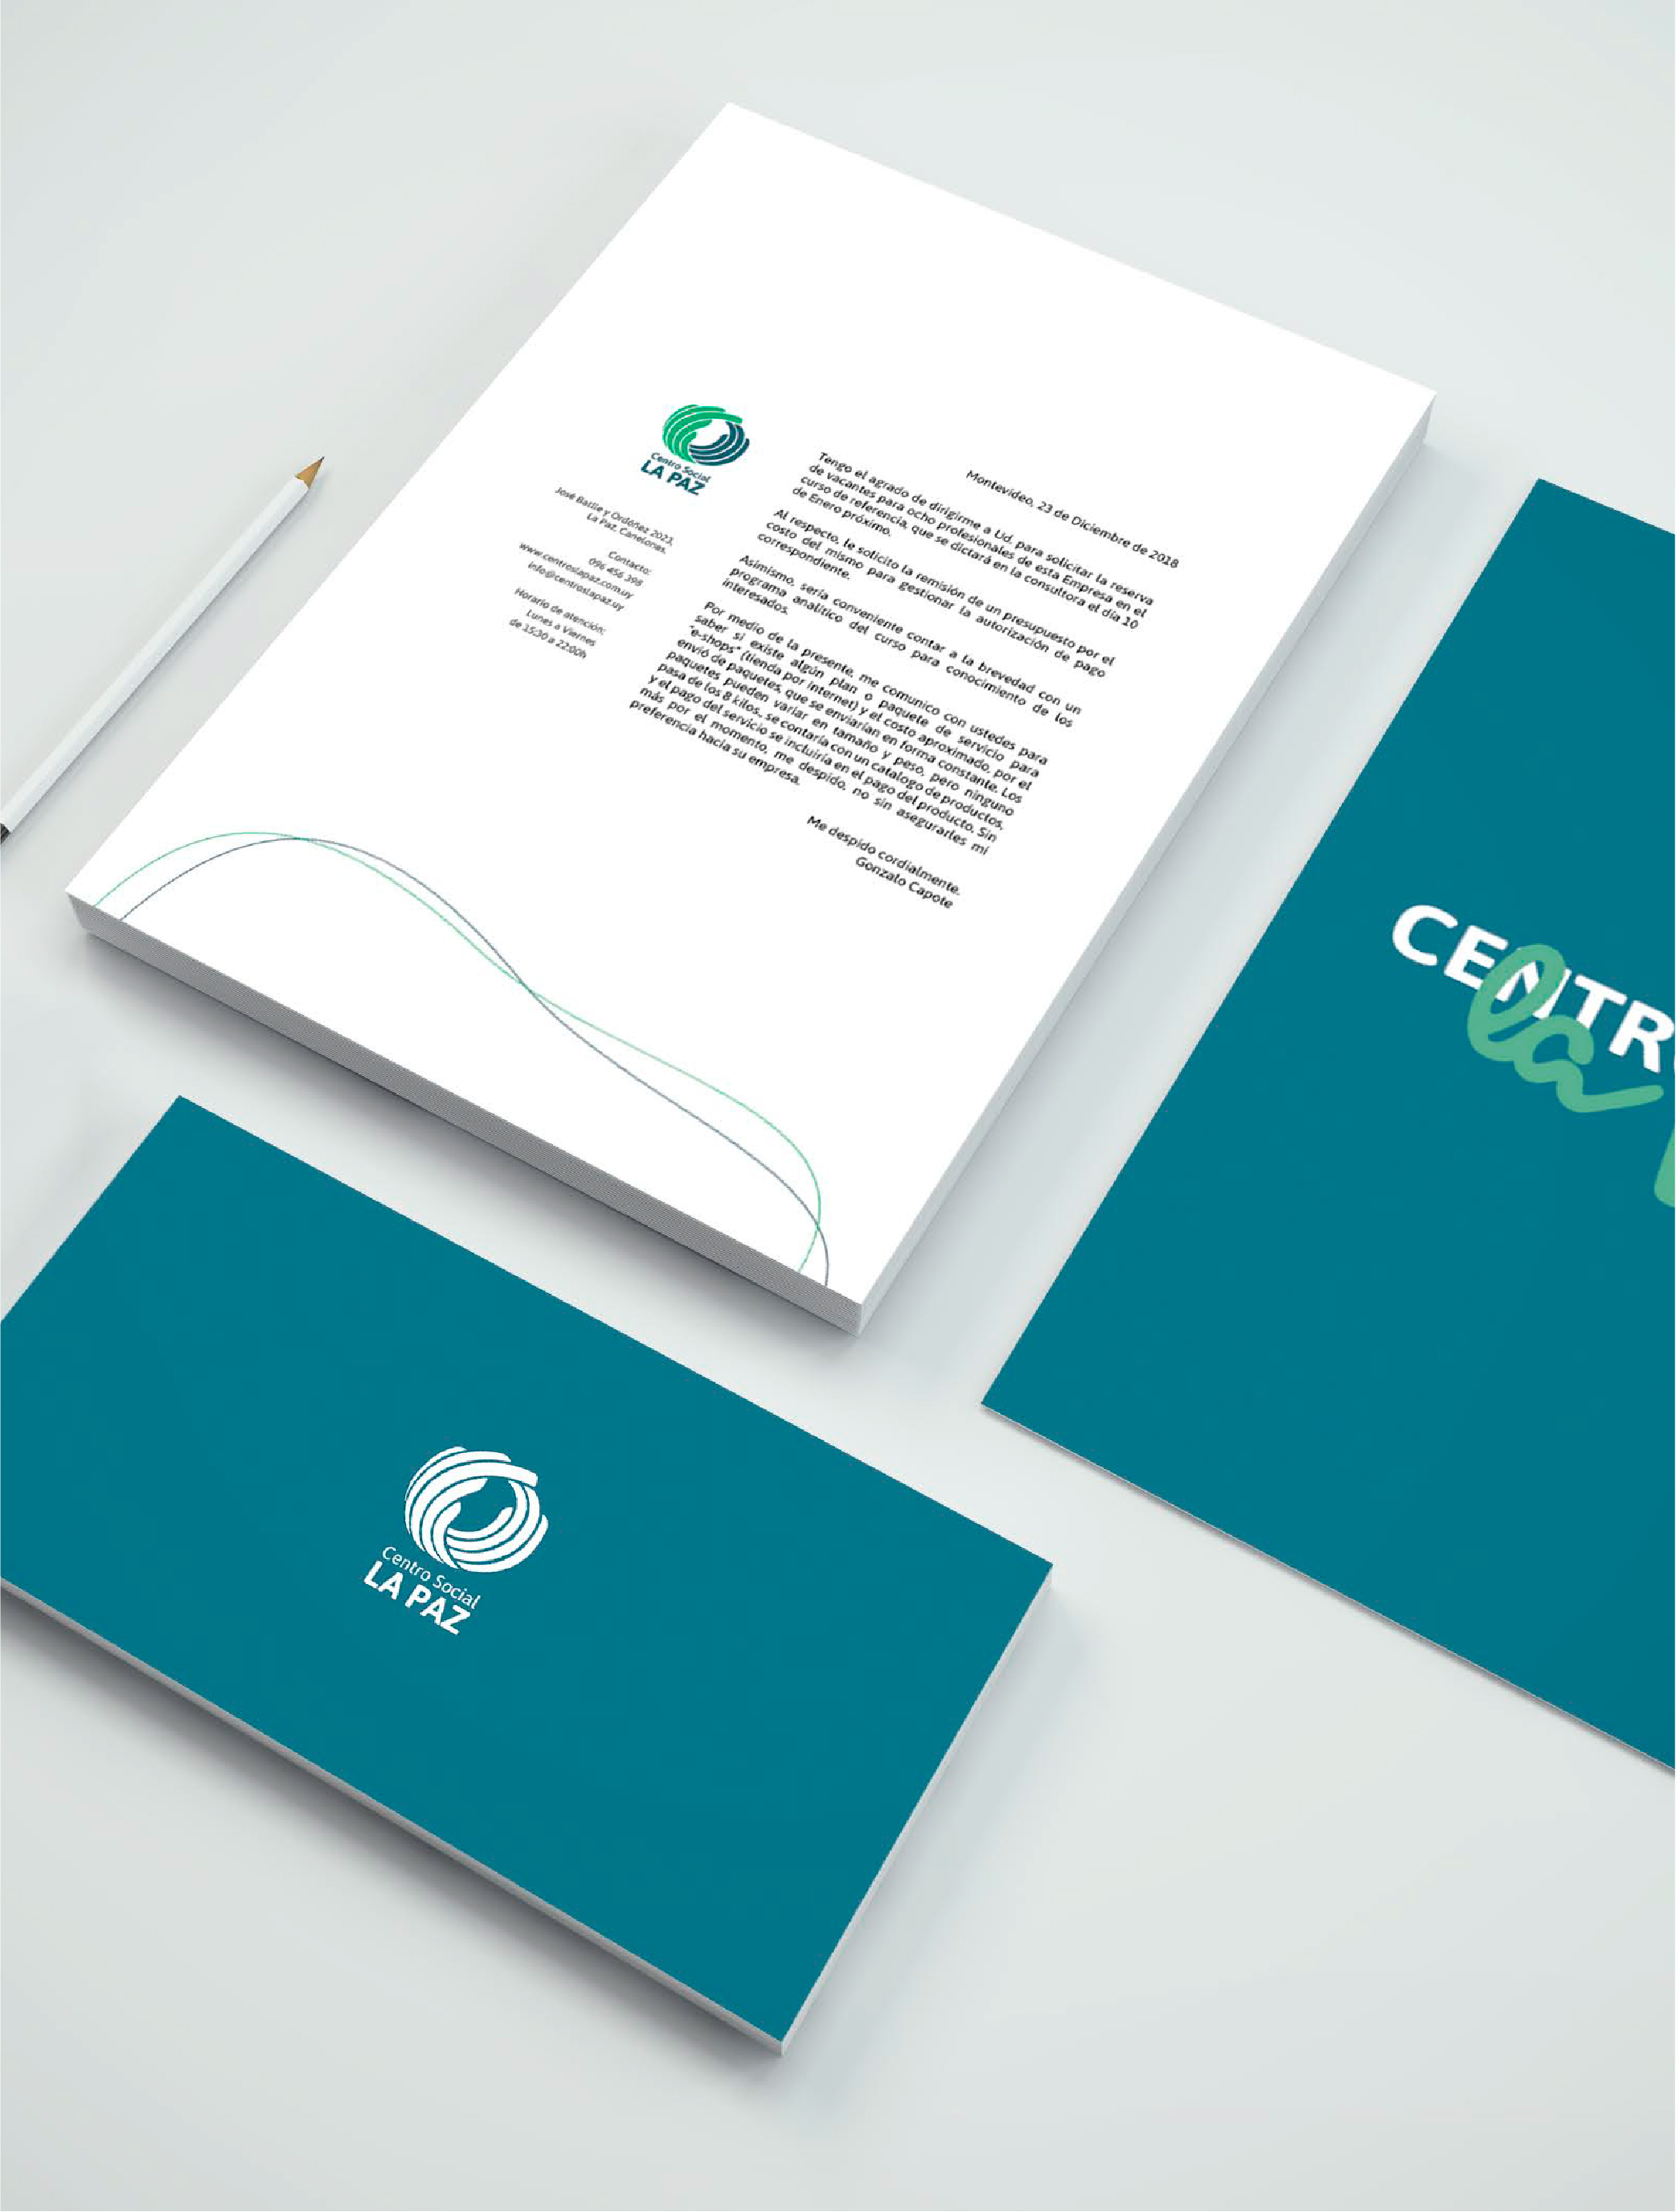 Centro Social
LA PAZ
José Batlle y Ordóñez 2023,
La Paz, Canelones.
Contacto:
096 456 398
www.centroslapaz.com.uy
info@centroslapaz.uy
Horario de atención:
Lunes a Viernes
de 15:30 a 22:00h
Montevideo, 23 de Diciembre de 2018
Tengo el agrado de dirigirme a Ud. para solicitar la reserva
de vacantes para ocho profesionales de esta Empresa en el
curso de referencia, que se dictará en la consultora el día 10
de Enero próximo.
Al respecto, le solicito la remisión de un presupuesto por el
costo del mismo para gestionar la autorización de pago
correspondiente.
Asimismo, sería conveniente contar a la brevedad con un
programa analítico del curso para conocimiento de los
interesados.
Por medio de la presente, me comunico con ustedes para
saber si existe algún plan o paquete de servicio para
"e-shops" (tienda por internet) y el costo aproximado, por el
envió de paquetes, que se enviarían en forma constante. Los
paquetes pueden variar en tamaño y peso, pero ninguno
pasa de los 8 kilos., se contaría con un catalogo de productos,
y el pago del servicio se incluiría en el pago del producto. Sin
más por el momento, me despido, no sin asegurarles mi
preferencia hacia su empresa.
Me despido cordialmente.
Gonzalo Capote
CENTR
la
Centro Social
LA PAZ